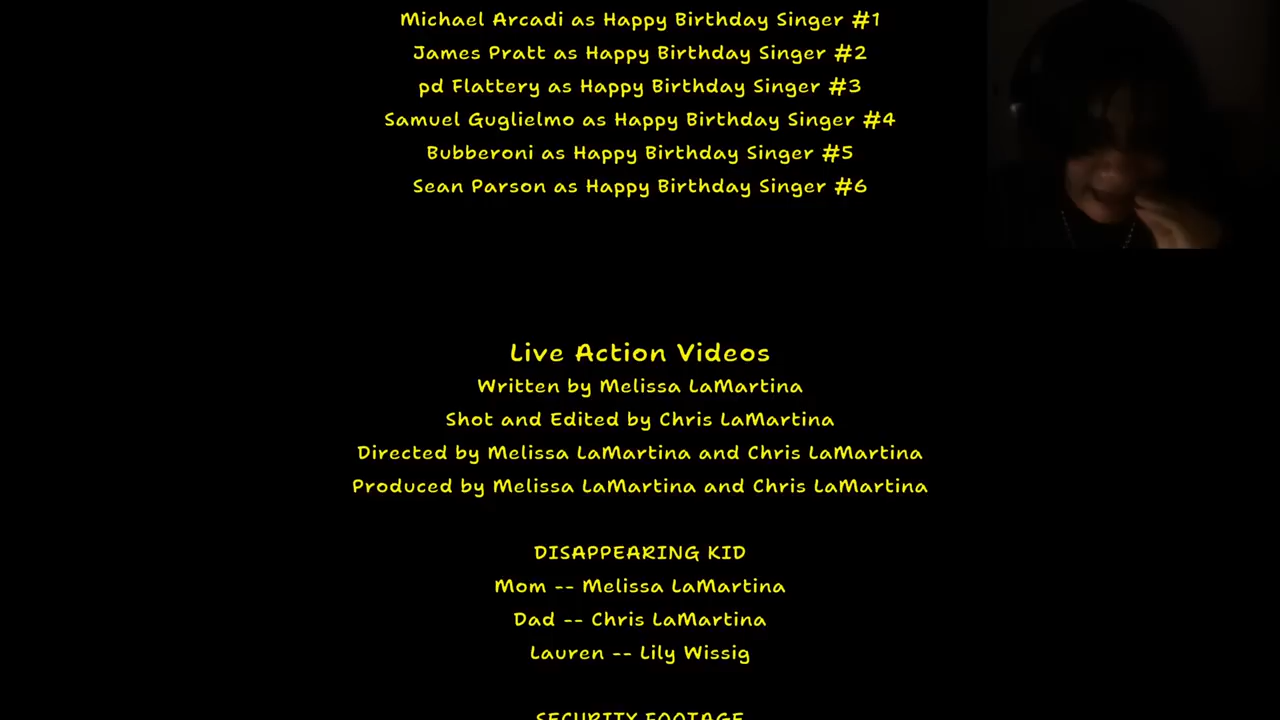 Michael Arcadi as Happy Birthday Singer #1
James Pratt as Happy Birthday Singer #2
pd Flattery as Happy Birthday Singer #3
Samuel Guglielmo as Happy Birthday Singer #4
Bubberoni as Happy Birthday Singer #5
Sean Parson as Happy Birthday Singer #6
Live Action Videos
Written by Melissa LaMartina
Shot and Edited by Chris LaMartina
Directed by Melissa LaMartina and Chris LaMartina
Produced by Melissa LaMartina and Chris LaMartina
DISAPPEARING KID
Mom -- Melissa LaMartina
Dad -- Chris LaMartina
Lauren -- Lily Wissig
SECURITY FOOTAGE